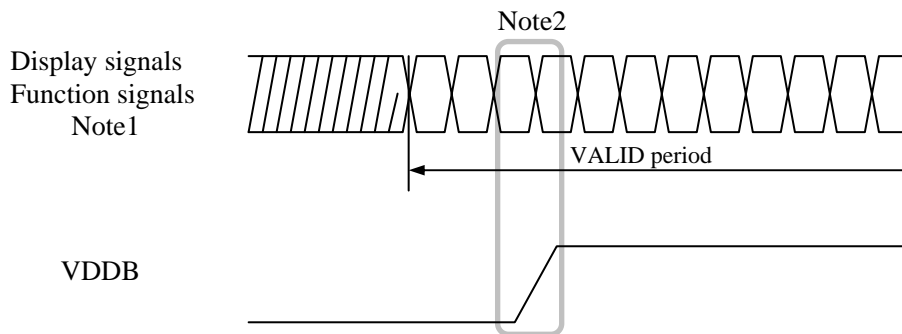 Note2
Display signals
Function signals
Note1
VALID period
VDDB